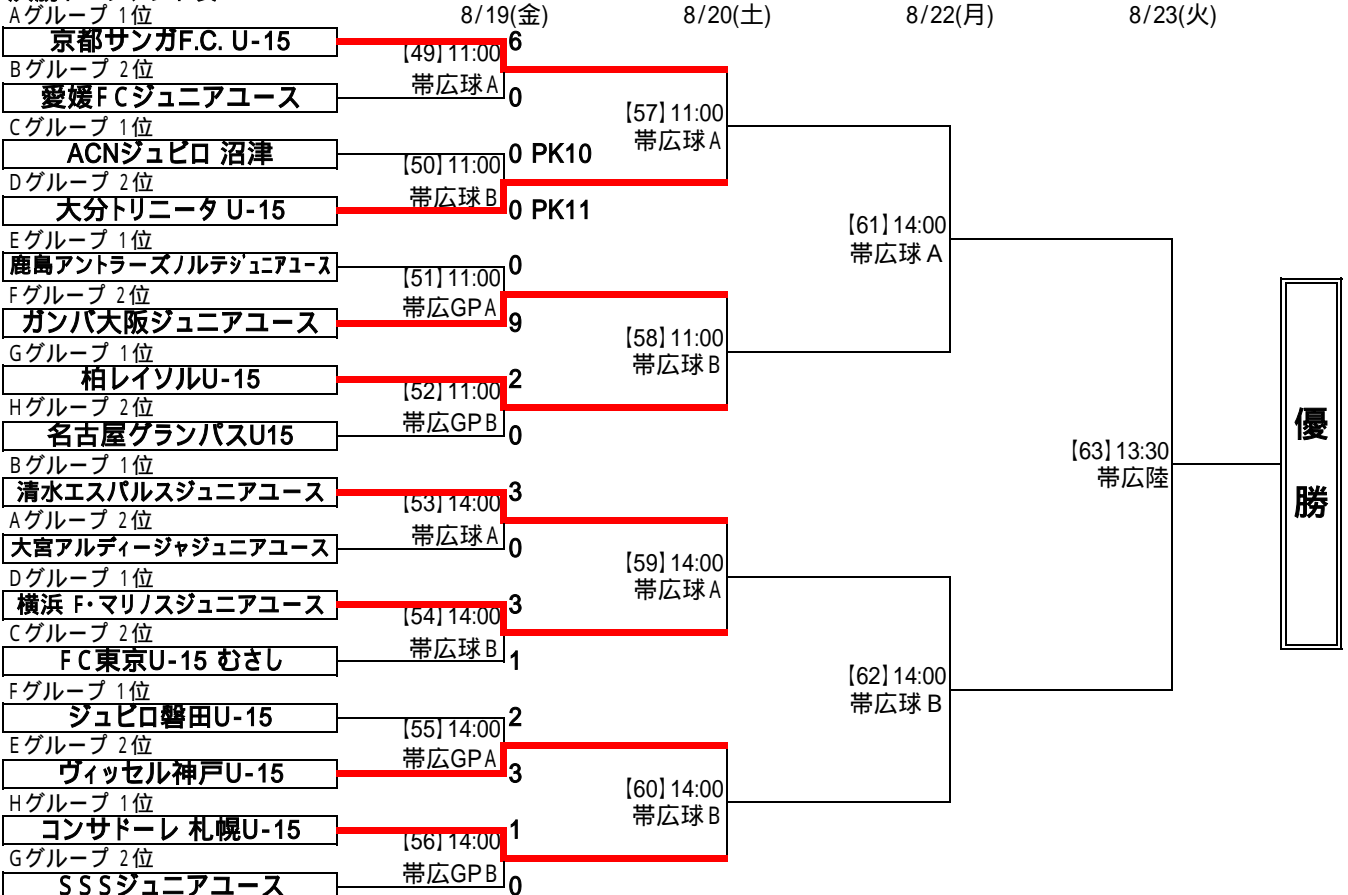 8/19(金) 8/20(土) 8/22(月) 8/23(火)
Aグループ 1位
京都サンガF.C. U-15
6
【49】11:00
帯広球A
Bグループ 2位
愛媛FCジュニアユース
0
【57】11:00
帯広球A
Cグループ 1位
ACNジュビロ 沼津
0 PK10
【50】11:00
帯広球B
Dグループ 2位
大分トリニータ U-15
0 PK11
【61】14:00
帯広球A
Eグループ 1位
鹿島アントラーズノルテジュニアユース
0
【51】11:00
帯広GPA
Fグループ 2位
ガンバ大阪ジュニアユース
9
【58】11:00
帯広球B
Gグループ 1位
柏レイソルU-15
2
【52】11:00
帯広GPB
Hグループ 2位
名古屋グランパスU15
0
【63】13:30
帯広陸
優勝
Bグループ 1位
清水エスパルスジュニアユース
3
【53】14:00
帯広球A
Aグループ 2位
大宮アルディージャジュニアユース
0
【59】14:00
帯広球A
Dグループ 1位
横浜 F・マリノスジュニアユース
3
【54】14:00
帯広球B
Cグループ 2位
FC東京U-15 むさし
1
【62】14:00
帯広球B
Fグループ 1位
ジュビロ磐田U-15
2
【55】14:00
帯広GPA
Eグループ 2位
ヴィッセル神戸U-15
3
【60】14:00
帯広球B
Hグループ 1位
コンサドーレ 札幌U-15
1
【56】14:00
帯広GPB
Gグループ 2位
SSSジュニアユース
0